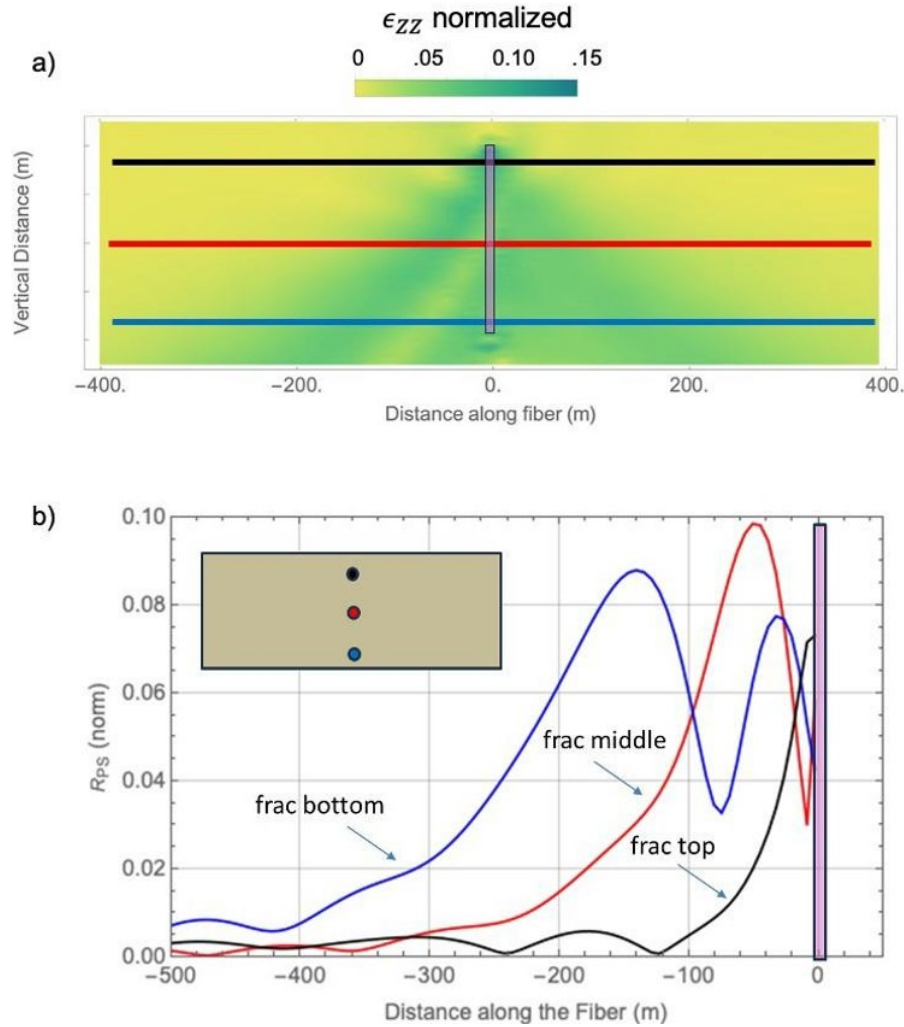 ϵZZ normalized
0 .05 0.10 .15
a)
Vertical Distance (m)
−400. −200. 0. 200. 400.
Distance along fiber (m)
b)
0.10
0.08
0.06
0.04
0.02
0.00
RPS (norm)
frac middle
frac bottom
frac top
−500 −400 −300 −200 −100 0
Distance along the Fiber (m)